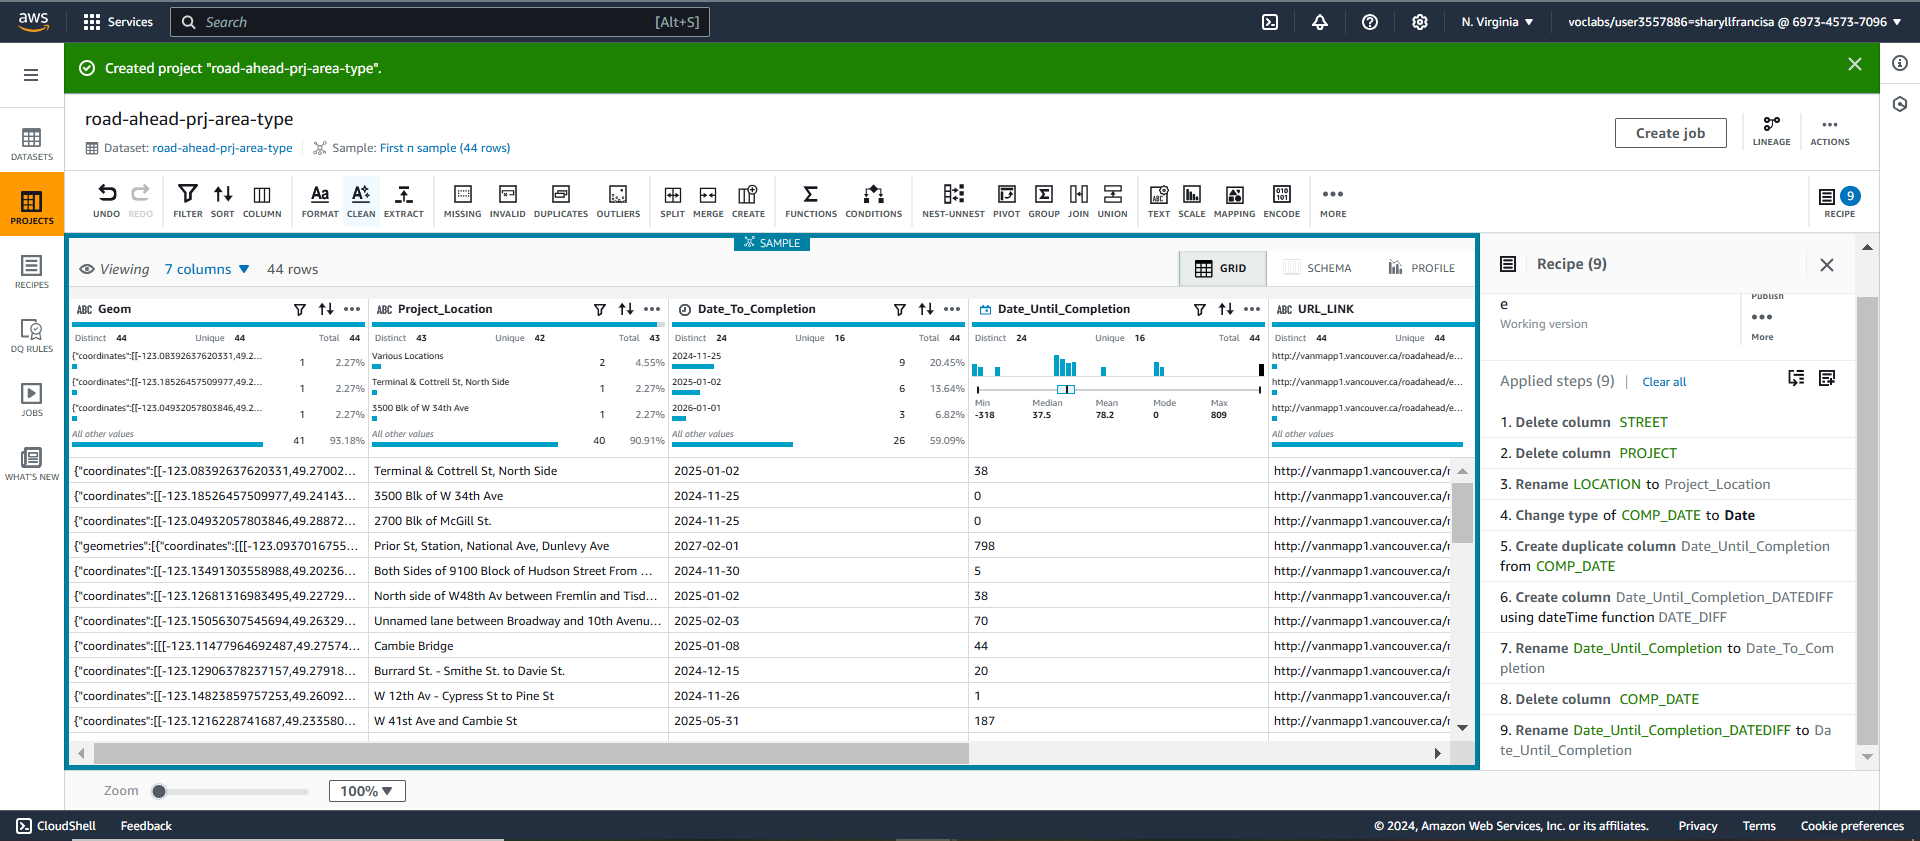 aws
Services
Search
[Alt+S]
N. Virginia
voclabs/user3557886=sharyllfrancisa @ 6973-4573-7096
Created project "road-ahead-prj-area-type".
road-ahead-prj-area-type
Dataset: road-ahead-prj-area-type
Sample: First n sample (44 rows)
Create job
LINEAGE
ACTIONS
DATASETS
PROJECTS
RECIPES
DQ RULES
JOBS
WHAT'S NEW
UNDO REDO FILTER SORT COLUMN FORMAT CLEAN EXTRACT MISSING INVALID DUPLICATES OUTLIERS SPLIT MERGE CREATE FUNCTIONS CONDITIONS NEST-UNNEST PIVOT GROUP JOIN UNION TEXT SCALE MAPPING ENCODE MORE
9
RECIPE
SAMPLE
Viewing 7 columns 44 rows
GRID SCHEMA PROFILE
ABC Geom ABC Project_Location Date_To_Completion Date_Until_Completion ABC URL_LINK
Distinct 44 Unique 44 Total 44 Distinct 43 Unique 42 Total 43 Distinct 24 Unique 16 Total 44 Distinct 24 Unique 16 Total 44 Distinct 44 Unique 44
{"coordinates":[[-123.08392637620331,49.2... 1 2.27% Various Locations 2 4.55% 2024-11-25 9 20.45% http://vanmapp1.vancouver.ca/roadahead/e...
{"coordinates":[[-123.18526457509977,49.2... 1 2.27% Terminal & Cottrell St, North Side 1 2.27% 2025-01-02 6 13.64% http://vanmapp1.vancouver.ca/roadahead/e...
{"coordinates":[[-123.04932057803846,49.2... 1 2.27% 3500 Blk of W 34th Ave 1 2.27% 2026-01-01 3 6.82% http://vanmapp1.vancouver.ca/roadahead/e...
Min Median Mean Mode Max
-318 37.5 78.2 0 809
All other values 41 93.18% All other values 40 90.91% All other values 26 59.09% All other values
{"coordinates":[[-123.08392637620331,49.27002... Terminal & Cottrell St, North Side 2025-01-02 38 http://vanmapp1.vancouver.ca/r
{"coordinates":[[-123.18526457509977,49.24143... 3500 Blk of W 34th Ave 2024-11-25 0 http://vanmapp1.vancouver.ca/r
{"coordinates":[[-123.04932057803846,49.28872... 2700 Blk of McGill St. 2024-11-25 0 http://vanmapp1.vancouver.ca/r
{"geometries":[{"coordinates":[[[-123.0937016755... Prior St, Station, National Ave, Dunlevy Ave 2027-02-01 798 http://vanmapp1.vancouver.ca/r
{"coordinates":[[-123.13491303558988,49.20236... Both Sides of 9100 Block of Hudson Street From ... 2024-11-30 5 http://vanmapp1.vancouver.ca/r
{"coordinates":[[-123.12681316983495,49.22729... North side of W48th Av between Fremlin and Tisd... 2025-01-02 38 http://vanmapp1.vancouver.ca/r
{"coordinates":[[-123.15056307545694,49.26329... Unnamed lane between Broadway and 10th Avenu... 2025-02-03 70 http://vanmapp1.vancouver.ca/r
{"coordinates":[[[-123.11477964692487,49.27574... Cambie Bridge 2025-01-08 44 http://vanmapp1.vancouver.ca/r
{"coordinates":[[-123.12906378237157,49.27918... Burrard St. - Smithe St. to Davie St. 2024-12-15 20 http://vanmapp1.vancouver.ca/r
{"coordinates":[[-123.14823859757253,49.26092... W 12th Av - Cypress St to Pine St 2024-11-26 1 http://vanmapp1.vancouver.ca/r
{"coordinates":[[-123.1216228741687,49.233580... W 41st Ave and Cambie St 2025-05-31 187 http://vanmapp1.vancouver.ca/r
Zoom 100%
Recipe (9)
e
Working version
Publish
More
Applied steps (9) | Clear all
1. Delete column STREET
2. Delete column PROJECT
3. Rename LOCATION to Project_Location
4. Change type of COMP_DATE to Date
5. Create duplicate column Date_Until_Completion
from COMP_DATE
6. Create column Date_Until_Completion_DATEDIFF
using dateTime function DATE_DIFF
7. Rename Date_Until_Completion to Date_To_Com
pletion
8. Delete column COMP_DATE
9. Rename Date_Until_Completion_DATEDIFF to Da
te_Until_Completion
CloudShell
Feedback
© 2024, Amazon Web Services, Inc. or its affiliates.
Privacy
Terms
Cookie preferences